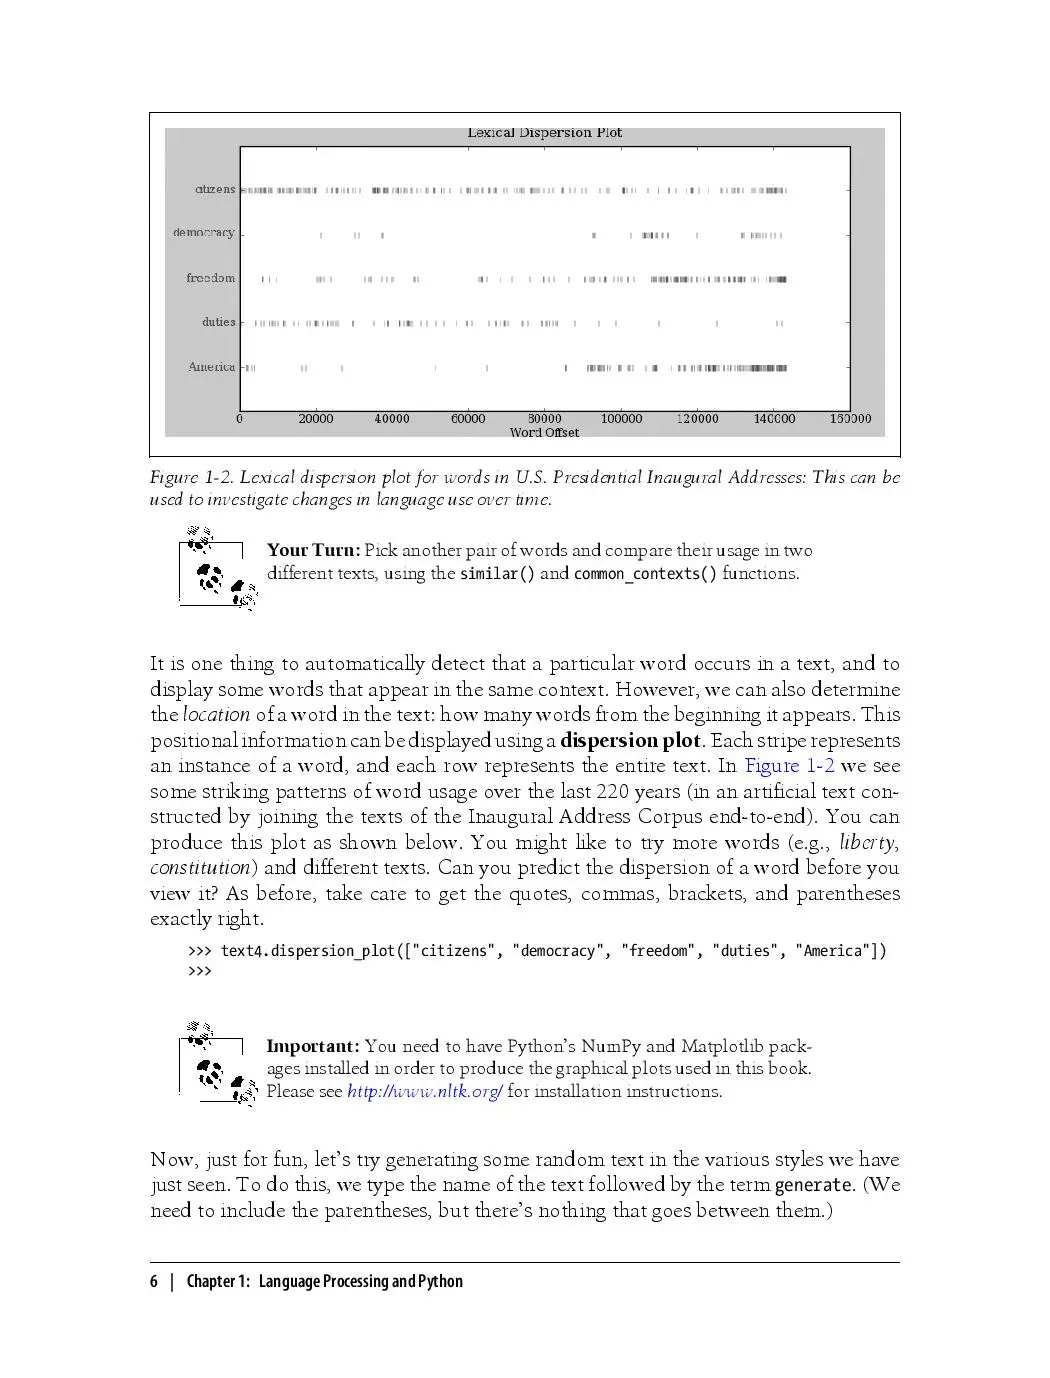 Lexical Dispersion Plot
citizens
democracy
freedom
duties
America
0 20000 40000 60000 80000 100000 120000 140000 160000
Word Offset
Figure 1-2. Lexical dispersion plot for words in U.S. Presidential Inaugural Addresses: This can be
used to investigate changes in language use over time.
Your Turn: Pick another pair of words and compare their usage in two
different texts, using the similar() and common_contexts() functions.
It is one thing to automatically detect that a particular word occurs in a text, and to
display some words that appear in the same context. However, we can also determine
the location of a word in the text: how many words from the beginning it appears. This
positional information can be displayed using a dispersion plot. Each stripe represents
an instance of a word, and each row represents the entire text. In Figure 1-2 we see
some striking patterns of word usage over the last 220 years (in an artificial text con-
structed by joining the texts of the Inaugural Address Corpus end-to-end). You can
produce this plot as shown below. You might like to try more words (e.g., liberty,
constitution) and different texts. Can you predict the dispersion of a word before you
view it? As before, take care to get the quotes, commas, brackets, and parentheses
exactly right.
>>> text4.dispersion_plot(["citizens", "democracy", "freedom", "duties", "America"])
>>>
Important: You need to have Python's NumPy and Matplotlib pack-
ages installed in order to produce the graphical plots used in this book.
Please see http://www.nltk.org/ for installation instructions.
Now, just for fun, let's try generating some random text in the various styles we have
just seen. To do this, we type the name of the text followed by the term generate. (We
need to include the parentheses, but there's nothing that goes between them.)
6 | Chapter 1: Language Processing and Python